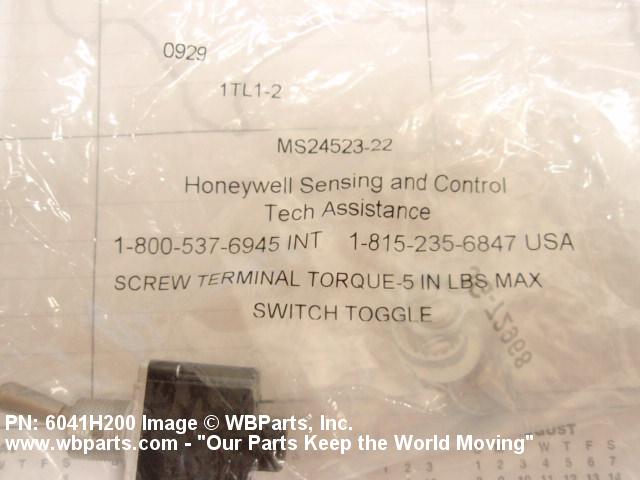 0929
1TL1-2
MS24523-22
Honeywell Sensing and Control
Tech Assistance
1-800-537-6945 INT 1-815-235-6847 USA
SCREW TERMINAL TORQUE-5 IN LBS MAX
SWITCH TOGGLE
PN: 6041H200 Image © WBParts, Inc.
www.wbparts.com - "Our Parts Keep the World Moving"